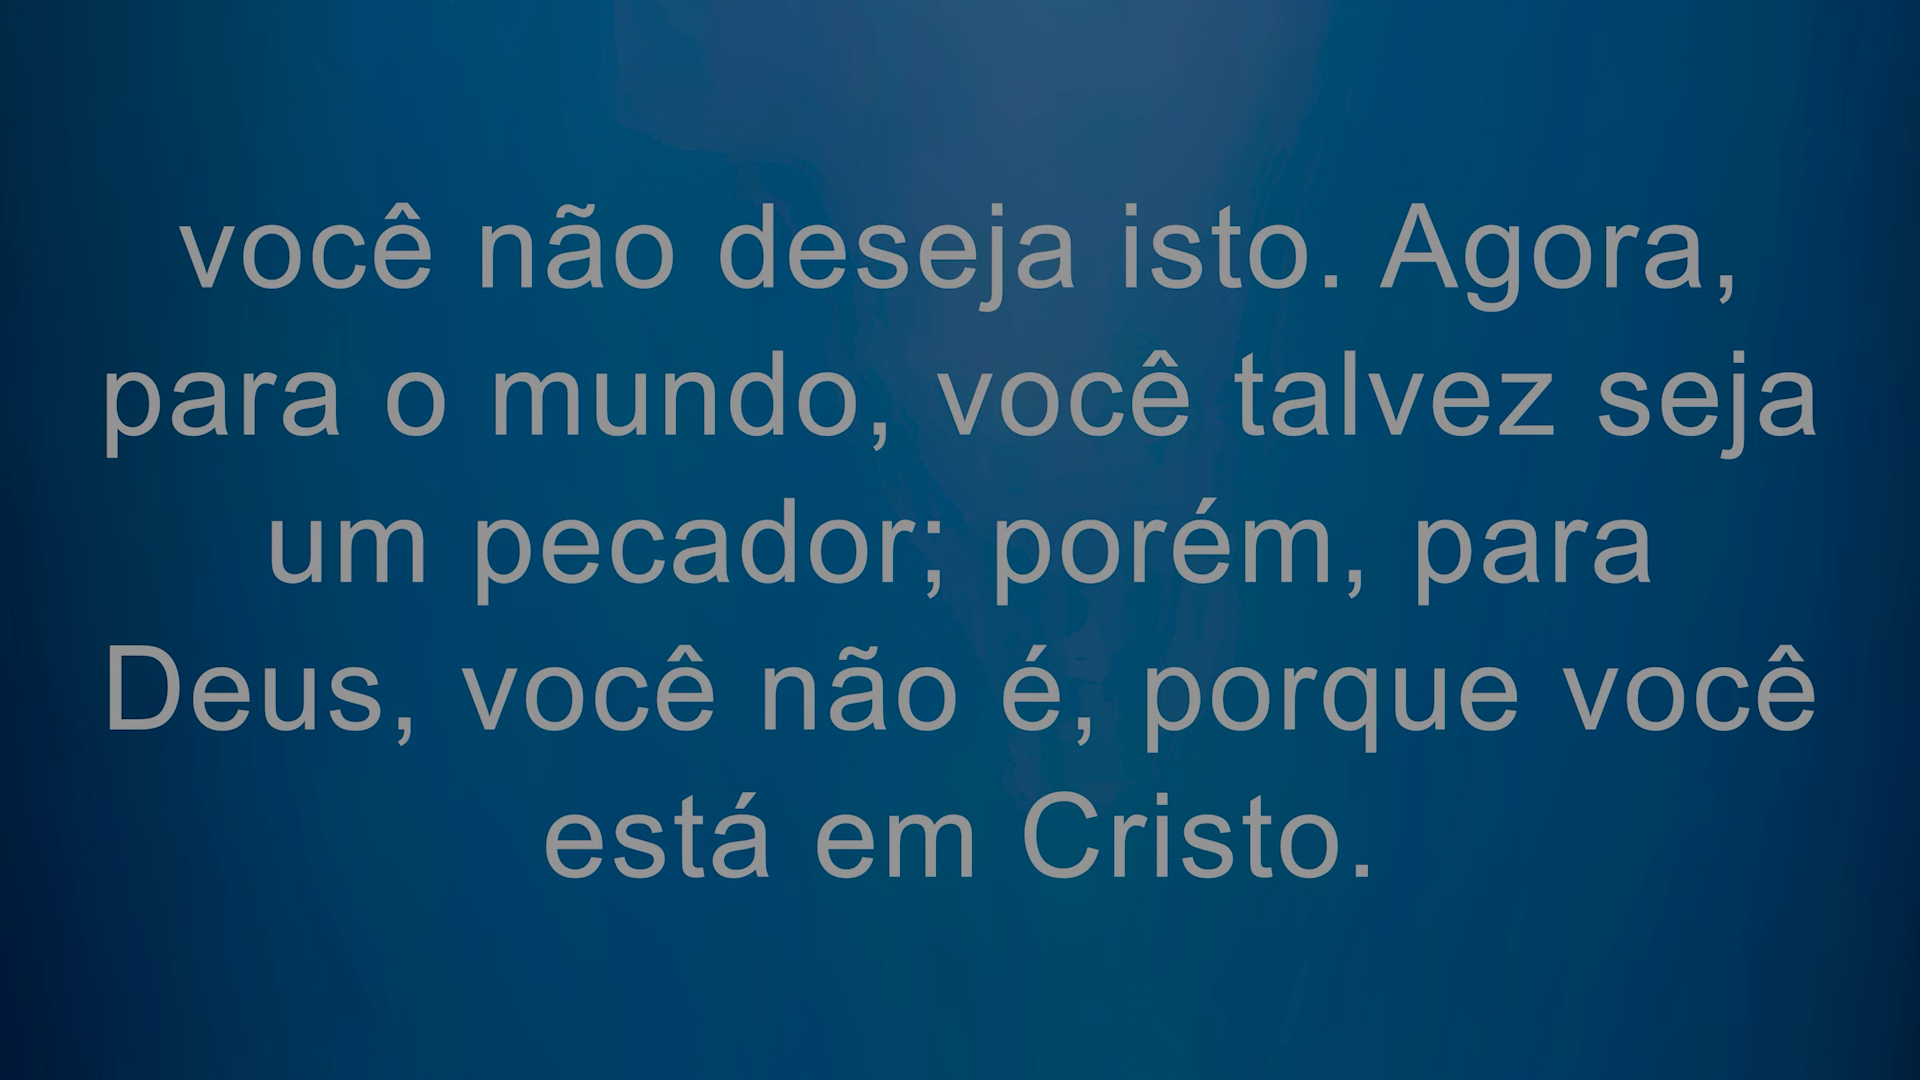 você não deseja isto. Agora,
para o mundo, você talvez seja
um pecador; porém, para
Deus, você não é, porque você
está em Cristo.